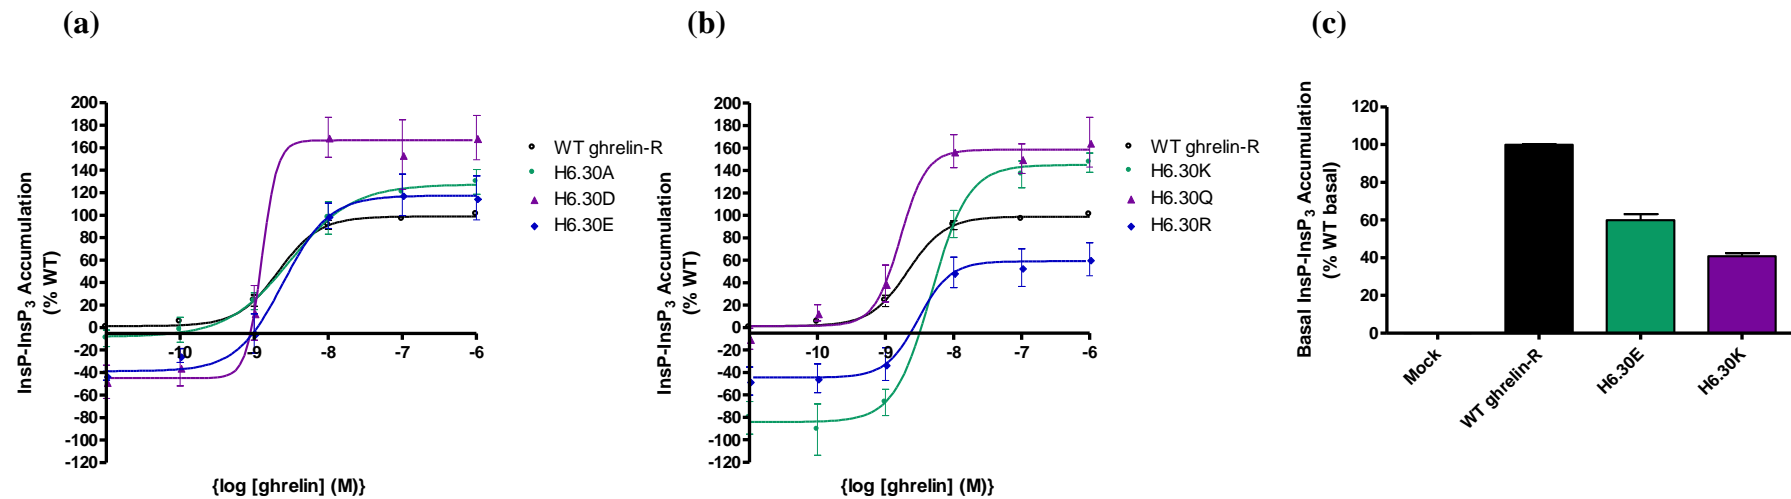 (a)
InsP-InsP3 Accumulation
(% WT)
200
180
160
140
120
100
80
60
40
20
0
-20
-40
-60
-80
-100
-120
-10
-9
-8
-7
-6
{log [ghrelin] (M)}
WT ghrelin-R
H6.30A
H6.30D
H6.30E
(b)
InsP-InsP3 Accumulation
(% WT)
200
180
160
140
120
100
80
60
40
20
0
-20
-40
-60
-80
-100
-120
-10
-9
-8
-7
-6
{log [ghrelin] (M)}
WT ghrelin-R
H6.30K
H6.30Q
H6.30R
(c)
Basal InsP-InsP3 Accumulation
(% WT basal)
120
100
80
60
40
20
0
Mock
WT ghrelin-R
H6.30E
H6.30K